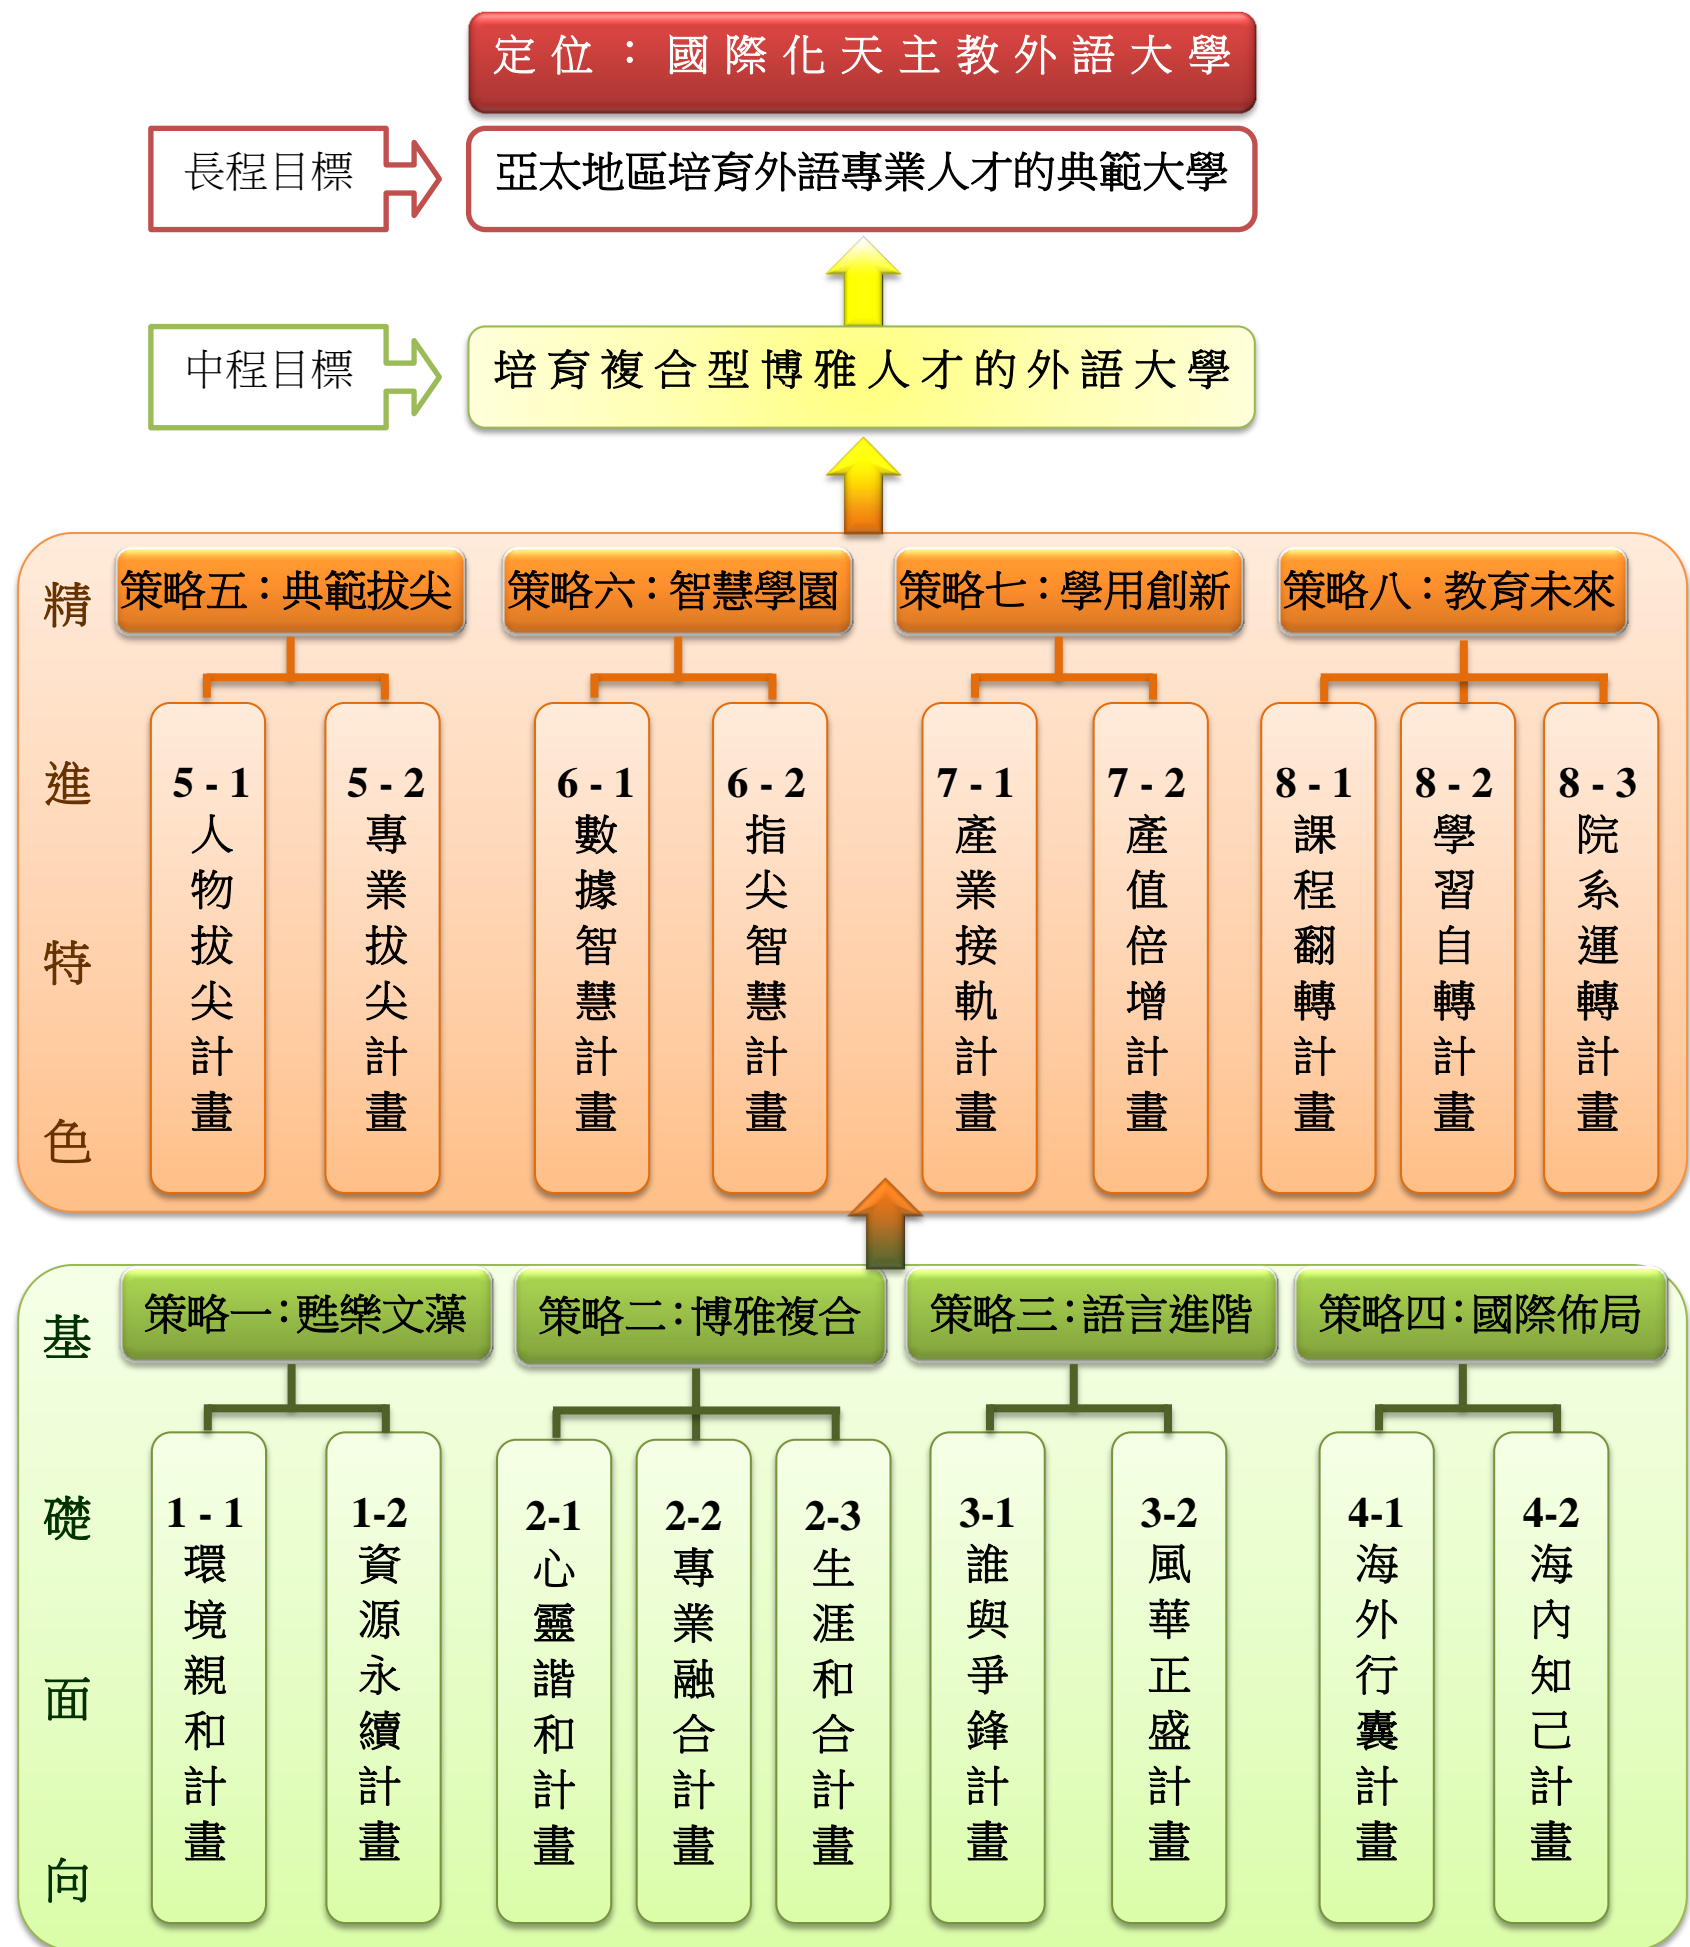 定位：國際化天主教外語大學
長程目標
亞太地區培育外語專業人才的典範大學
中程目標
培育複合型博雅人才的外語大學
精進特色
策略五：典範拔尖
5 - 1
人物拔尖計畫
5 - 2
專業拔尖計畫
策略六：智慧學園
6 - 1
數據智慧計畫
6 - 2
指尖智慧計畫
策略七：學用創新
7 - 1
產業接軌計畫
7 - 2
產值倍增計畫
策略八：教育未來
8 - 1
課程翻轉計畫
8 - 2
學習自轉計畫
8 - 3
院系運轉計畫
基礎面向
策略一：甦樂文藻
1 - 1
環境親和計畫
1-2
資源永續計畫
策略二：博雅複合
2-1
心靈諧和計畫
2-2
專業融合計畫
2-3
生涯和合計畫
策略三：語言進階
3-1
誰與爭鋒計畫
3-2
風華正盛計畫
策略四：國際佈局
4-1
海外行囊計畫
4-2
海內知己計畫